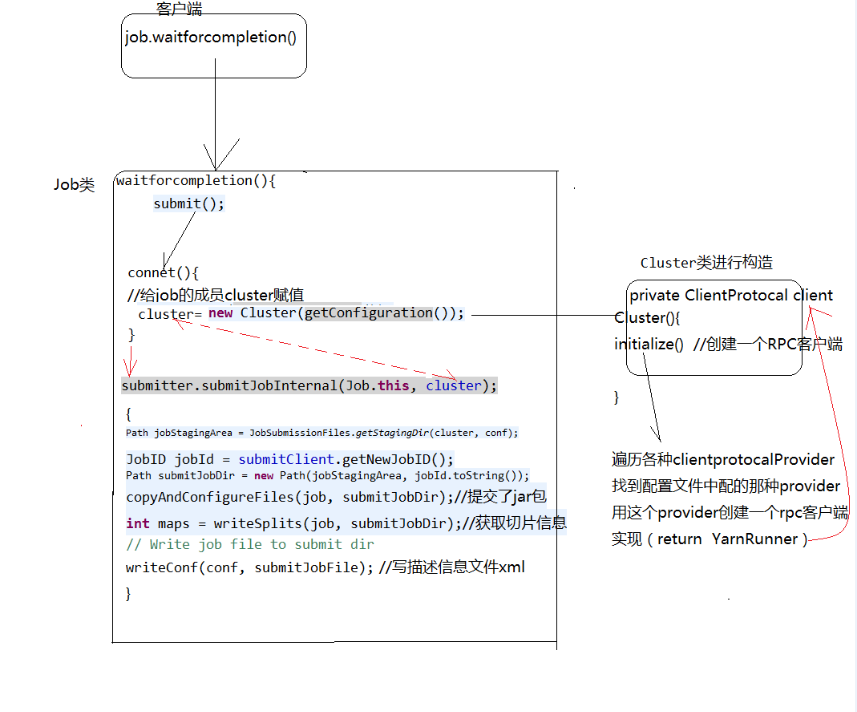 客户端
job.waitforcompletion()
Job类
waitforcompletion(){
submit();
connet(){
//给job的成员cluster赋值
cluster= new Cluster(getConfiguration());
}
submitter.submitJobInternal(Job.this, cluster);
{
Path jobStagingArea = JobSubmissionFiles.getStagingDir(cluster, conf);
JobID jobId = submitClient.getNewJobID();
Path submitJobDir = new Path(jobStagingArea, jobId.toString());
copyAndConfigureFiles(job, submitJobDir);//提交了jar包
int maps = writeSplits(job, submitJobDir);//获取切片信息
// Write job file to submit dir
writeConf(conf, submitJobFile); //写描述信息文件xml
}
Cluster类进行构造
private ClientProtocal client
Cluster(){
initialize() //创建一个RPC客户端
}
遍历各种clientprotocalProvider
找到配置文件中配的那种provider
用这个provider创建一个rpc客户端
实现（return YarnRunner）